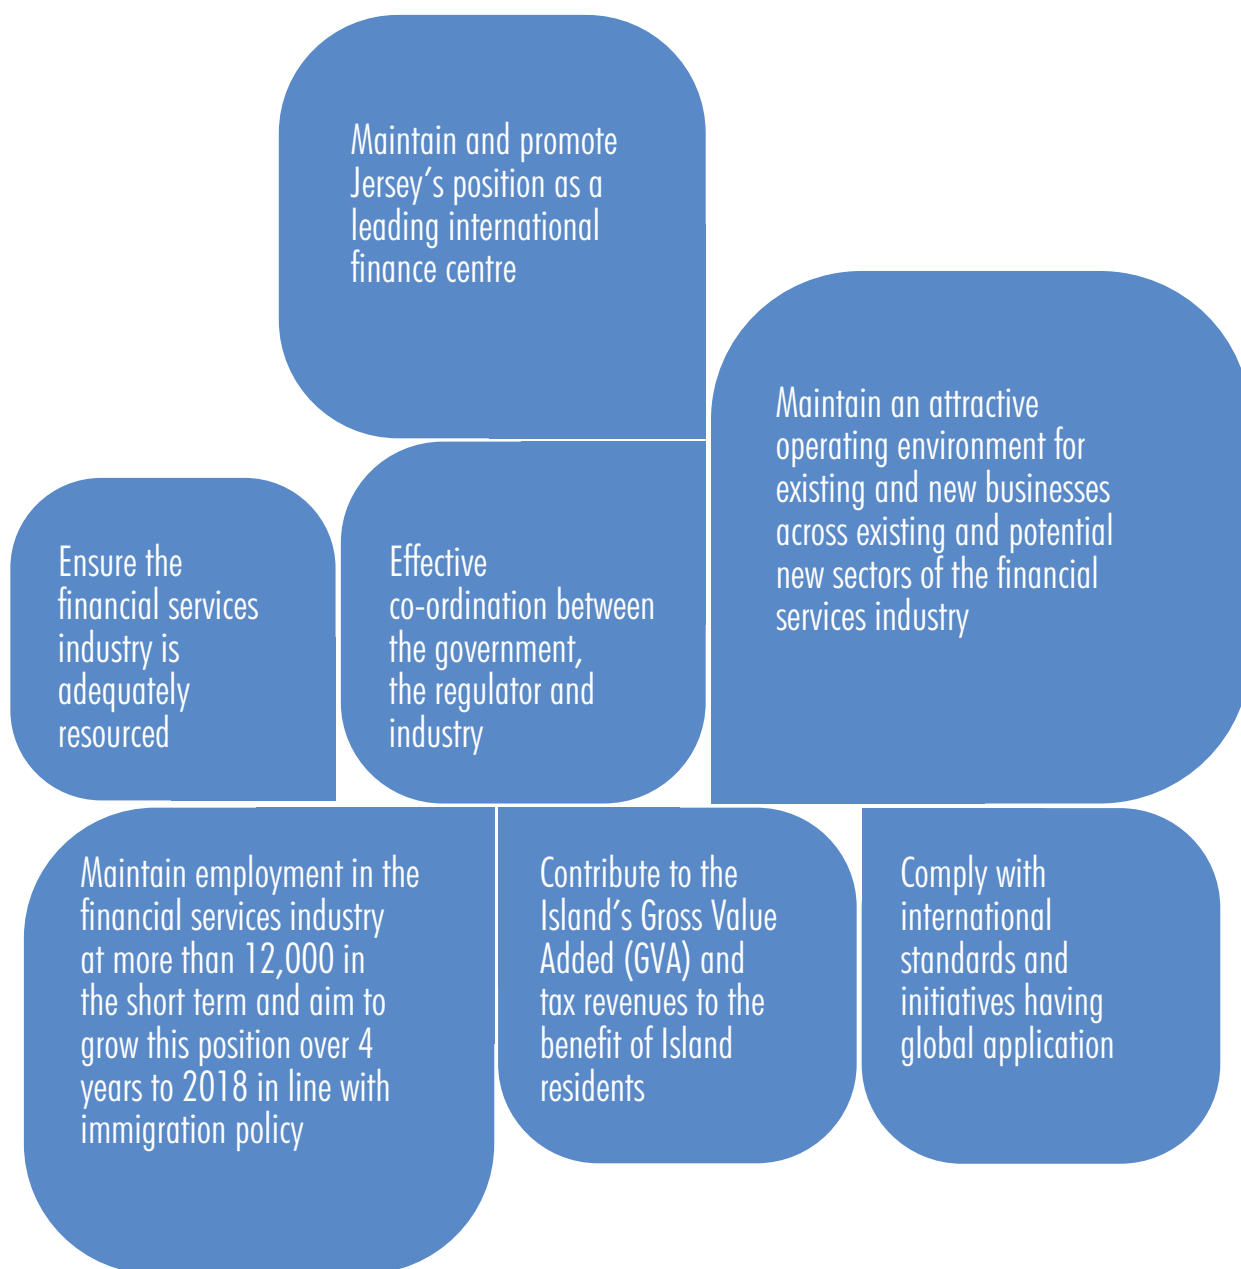 Maintain and promote
Jersey’s position as a
leading international
finance centre
Maintain an attractive
operating environment for
existing and new businesses
across existing and potential
new sectors of the financial
services industry
Ensure the
financial services
industry is
adequately
resourced
Effective
co-ordination between
the government,
the regulator and
industry
Maintain employment in the
financial services industry
at more than 12,000 in
the short term and aim to
grow this position over 4
years to 2018 in line with
immigration policy
Contribute to the
Island’s Gross Value
Added (GVA) and
tax revenues to the
benefit of Island
residents
Comply with
international
standards and
initiatives having
global application